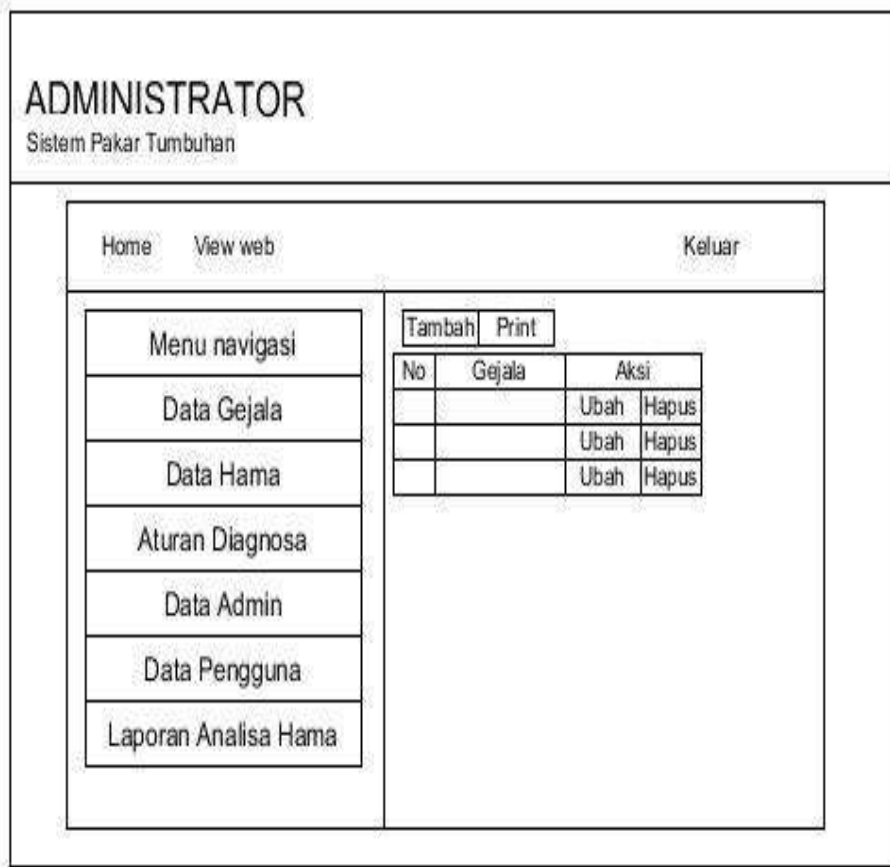 ADMINISTRATOR
Sistem Pakar Tumbuhan
Home View web Keluar
Menu navigasi
Data Gejala
Data Hama
Aturan Diagnosa
Data Admin
Data Pengguna
Laporan Analisa Hama
Tambah Print
No Gejala Aksi
Ubah Hapus
Ubah Hapus
Ubah Hapus